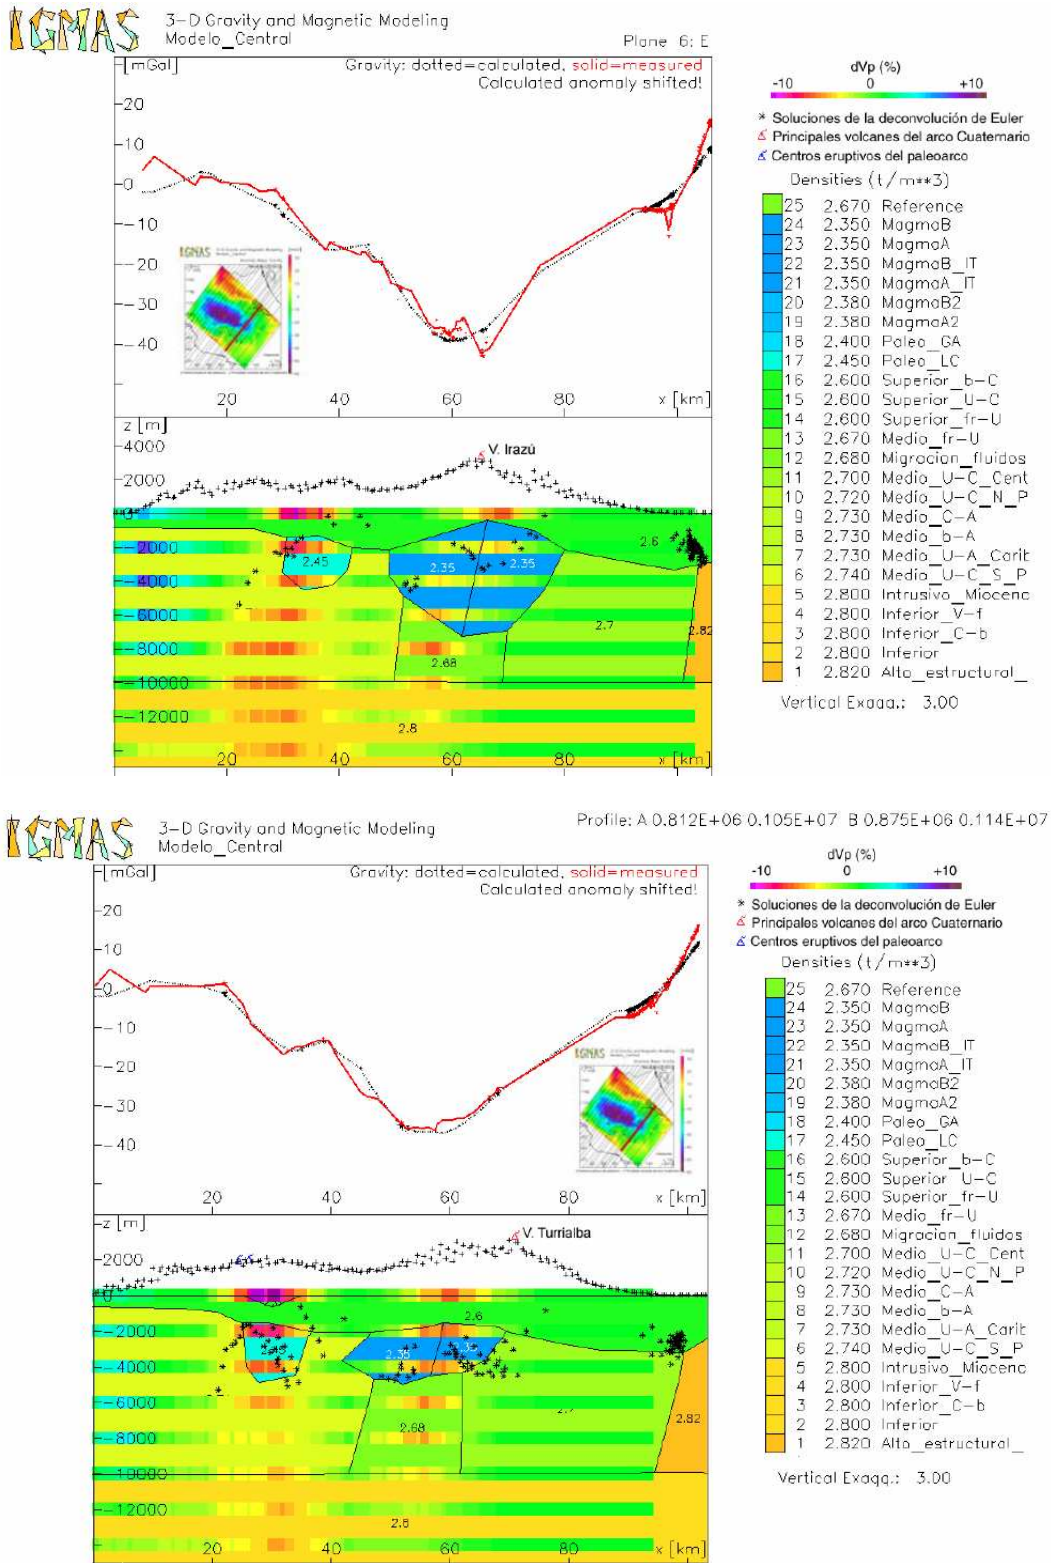 IGMAS
3-D Gravity and Magnetic Modeling
Modelo_Central
Plane 6: E
[mGal]
Gravity: dotted=calculated, solid=measured
Calculated anomaly shifted!
20
10
0
-10
-20
-30
-40
20 40 60 80 x [km]
z [m]
4000
2000
0
-2000
-4000
-6000
-8000
-10000
-12000
V. Irazú
2.45
2.35
2.35
2.6
2.7
2.82
2.68
2.8
20 40 60 80 x [km]
dVp (%)
-10 0 +10
* Soluciones de la deconvolución de Euler
Principales volcanes del arco Cuaternario
Centros eruptivos del paleoarco
Densities (t/m**3)
25 2.670 Reference
24 2.350 MagmaB
23 2.350 MagmaA
22 2.350 MagmaB_IT
21 2.350 MagmaA_IT
20 2.380 MagmaB2
19 2.380 MagmaA2
18 2.400 Paleo_GA
17 2.450 Paleo_LC
16 2.600 Superior_b-C
15 2.600 Superior_U-C
14 2.600 Superior_fr-U
13 2.670 Medio_fr-U
12 2.680 Migracion_fluidos
11 2.700 Medio_U-C_Cent
10 2.720 Medio_U-C_N_P
9 2.730 Medio_C-A
8 2.730 Medio_b-A
7 2.730 Medio_U-A_Carib
6 2.740 Medio_U-C_S_P
5 2.800 Intrusivo_Mioceno
4 2.800 Inferior_V-f
3 2.800 Inferior_C-b
2 2.800 Inferior
1 2.820 Alto_estructural_
Vertical Exagg.: 3.00
IGMAS
3-D Gravity and Magnetic Modeling
Modelo_Central
Profile: A 0.812E+06 0.105E+07 B 0.875E+06 0.114E+07
[mGal]
Gravity: dotted=calculated, solid=measured
Calculated anomaly shifted!
20
10
0
-10
-20
-30
-40
20 40 60 80 x [km]
z [m]
2000
0
-2000
-4000
-6000
-8000
-10000
-12000
V. Turrialba
2.6
2.35
2.68
2.82
2.8
20 40 60 80 x [km]
dVp (%)
-10 0 +10
* Soluciones de la deconvolución de Euler
Principales volcanes del arco Cuaternario
Centros eruptivos del paleoarco
Densities (t/m**3)
25 2.670 Reference
24 2.350 MagmaB
23 2.350 MagmaA
22 2.350 MagmaB_IT
21 2.350 MagmaA_IT
20 2.380 MagmaB2
19 2.380 MagmaA2
18 2.400 Paleo_GA
17 2.450 Paleo_LC
16 2.600 Superior_b-C
15 2.600 Superior_U-C
14 2.600 Superior_fr-U
13 2.670 Medio_fr-U
12 2.680 Migracion_fluidos
11 2.700 Medio_U-C_Cent
10 2.720 Medio_U-C_N_P
9 2.730 Medio_C-A
8 2.730 Medio_b-A
7 2.730 Medio_U-A_Carib
6 2.740 Medio_U-C_S_P
5 2.800 Intrusivo_Mioceno
4 2.800 Inferior_V-f
3 2.800 Inferior_C-b
2 2.800 Inferior
1 2.820 Alto_estructural_
Vertical Exagg.: 3.00